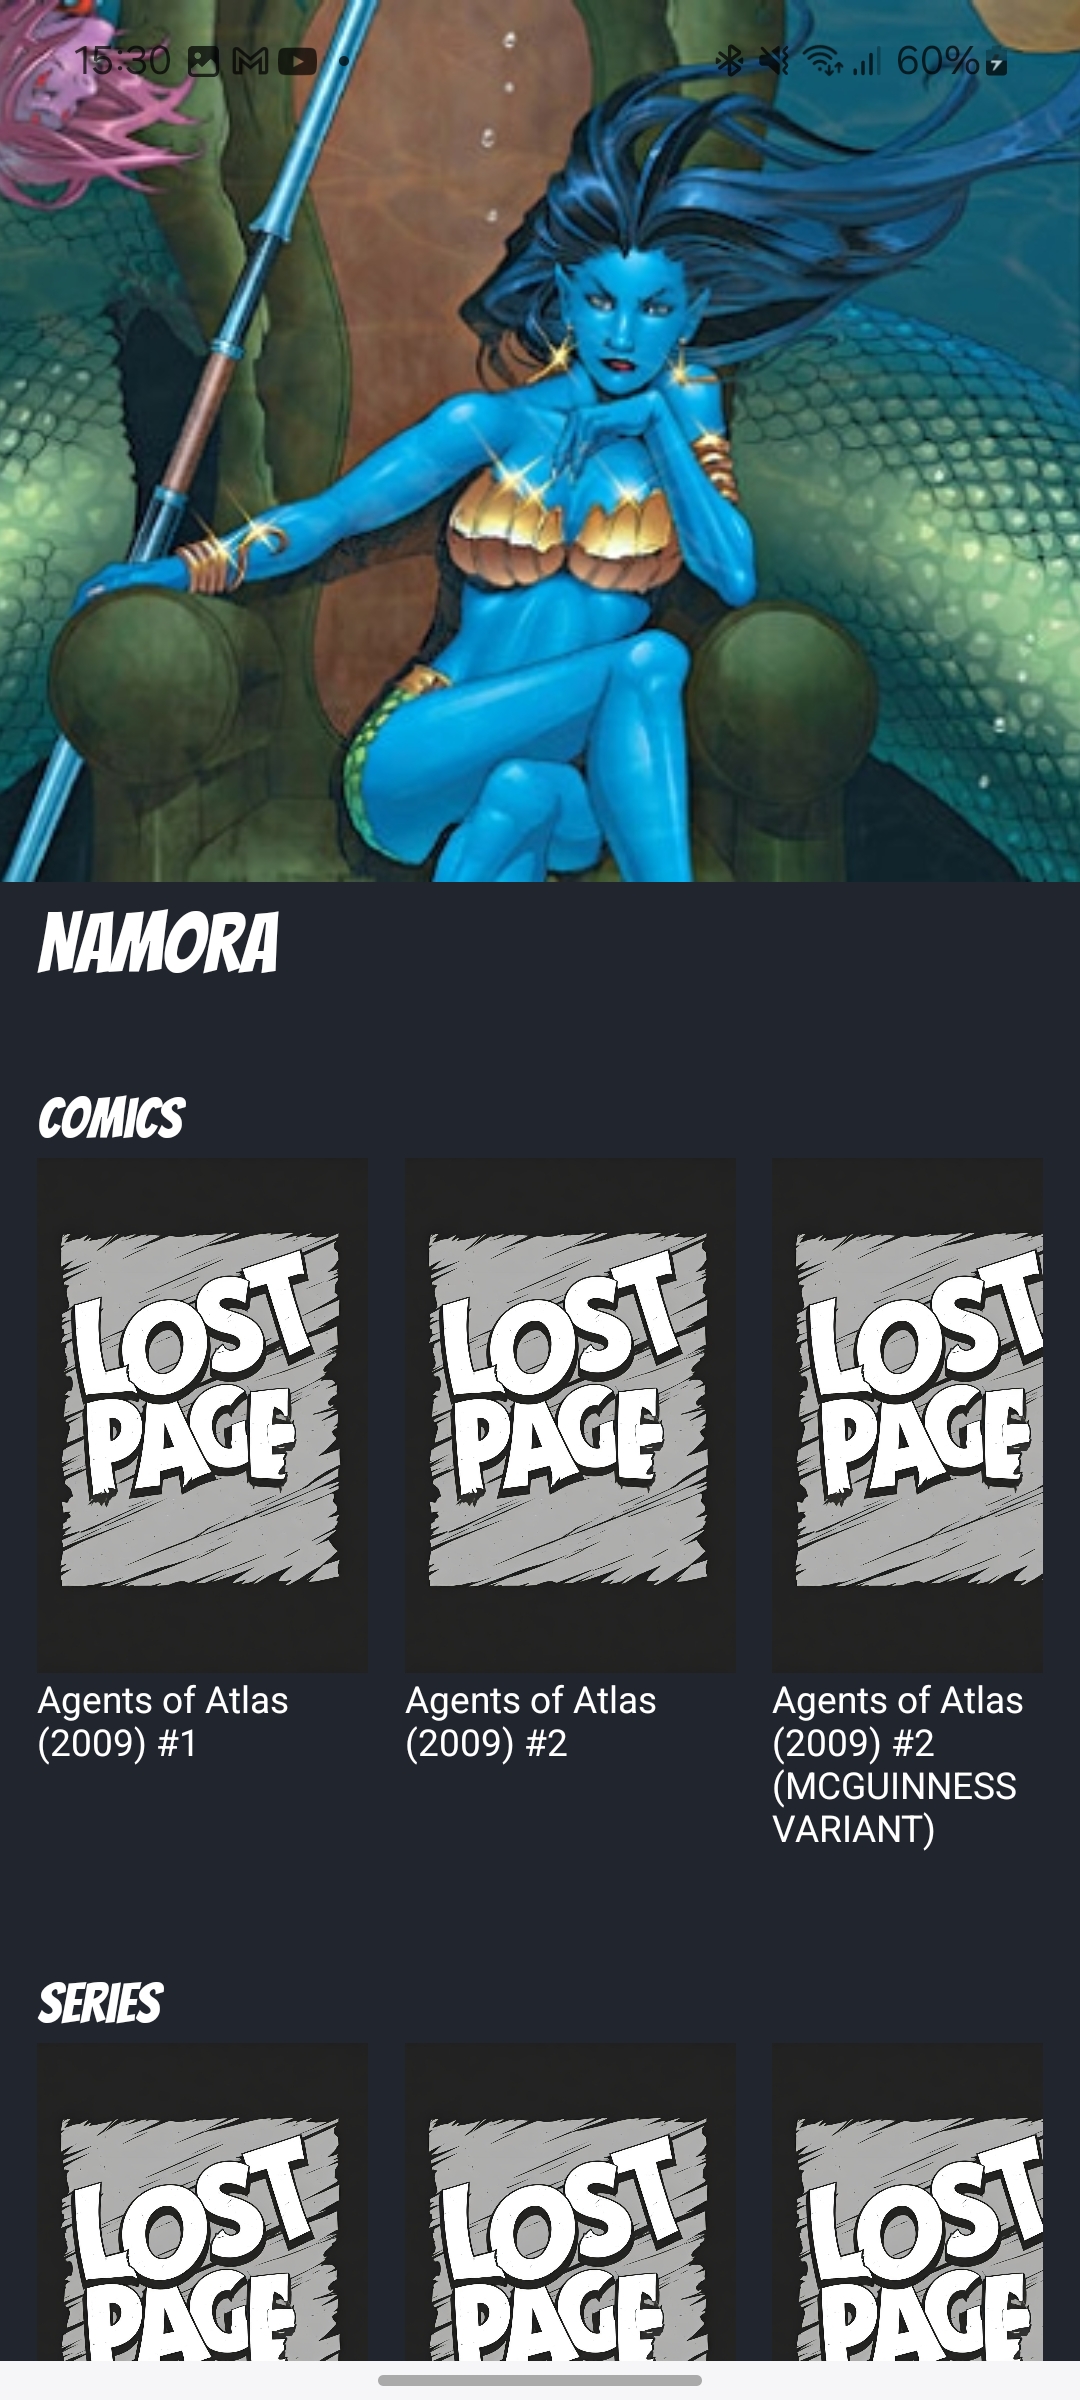 15:30 60%
NAMORA
COMICS
LOST
PAGE
LOST
PAGE
LOST
PAGE
Agents of Atlas
(2009) #1
Agents of Atlas
(2009) #2
Agents of Atlas
(2009) #2
(MCGUINNESS
VARIANT)
SERIES
LOST
PAGE
LOST
PAGE
LOST
PAGE